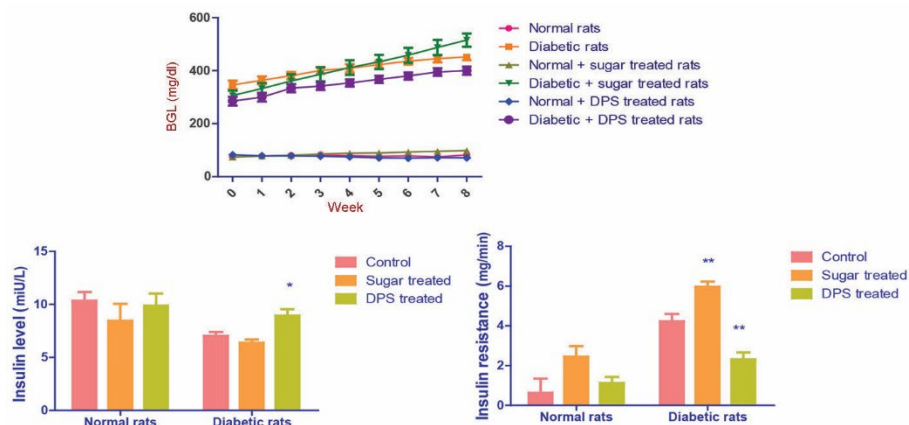 600
400
200
0
BGL (mg/dl)
0 1 2 3 4 5 6 7 8
Week
Normal rats
Diabetic rats
Normal + sugar treated rats
Diabetic + sugar treated rats
Normal + DPS treated rats
Diabetic + DPS treated rats
15
10
5
0
Insulin level (miU/L)
Control
Sugar treated
DPS treated
*
Normal rats Diabetic rats
8
6
4
2
0
Insulin resistance (mg/min)
Control
Sugar treated
DPS treated
**
**
Normal rats Diabetic rats